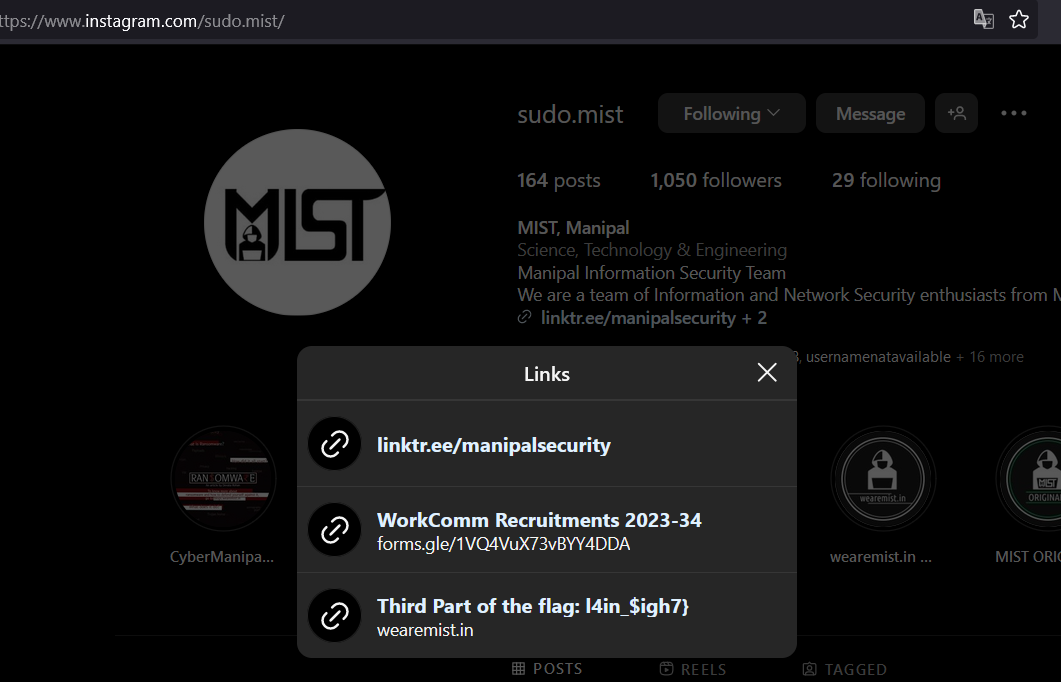 ttps://www.instagram.com/sudo.mist/
sudo.mist
Following
Message
164 posts
1,050 followers
29 following
MIST
MIST, Manipal
Science, Technology & Engineering
Manipal Information Security Team
We are a team of Information and Network Security enthusiasts from M
linktr.ee/manipalsecurity + 2
, usernamenatavailable + 16 more
Links
linktr.ee/manipalsecurity
WorkComm Recruitments 2023-34
forms.gle/1VQ4VuX73vBYY4DDA
Third Part of the flag: l4in_$igh7}
wearemist.in
RANSOMWARE
wearemist.in
MIST
ORIGINA
CyberManipa...
wearemist.in ...
MIST ORIG
POSTS
REELS
TAGGED